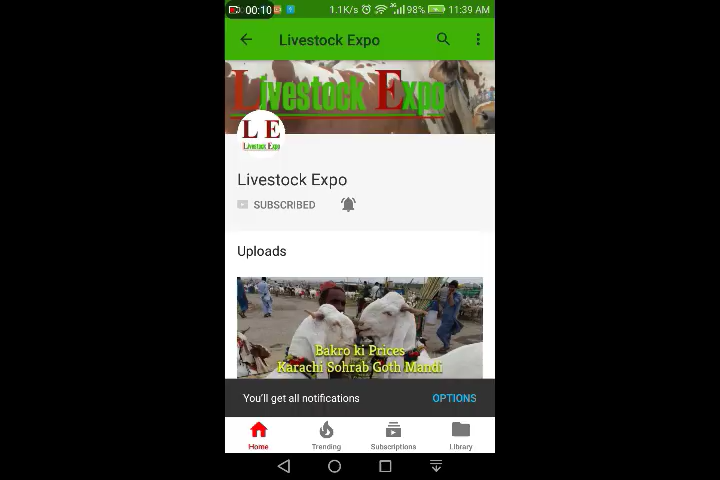 00:10 1.1K/s 3G 98% 11:39 AM
Livestock Expo
Livestock Expo
L E
Livestock Expo
Livestock Expo
SUBSCRIBED
Uploads
Bakro ki Prices
Karachi Sohrab Goth Mandi
You'll get all notifications OPTIONS
Home Trending Subscriptions Library